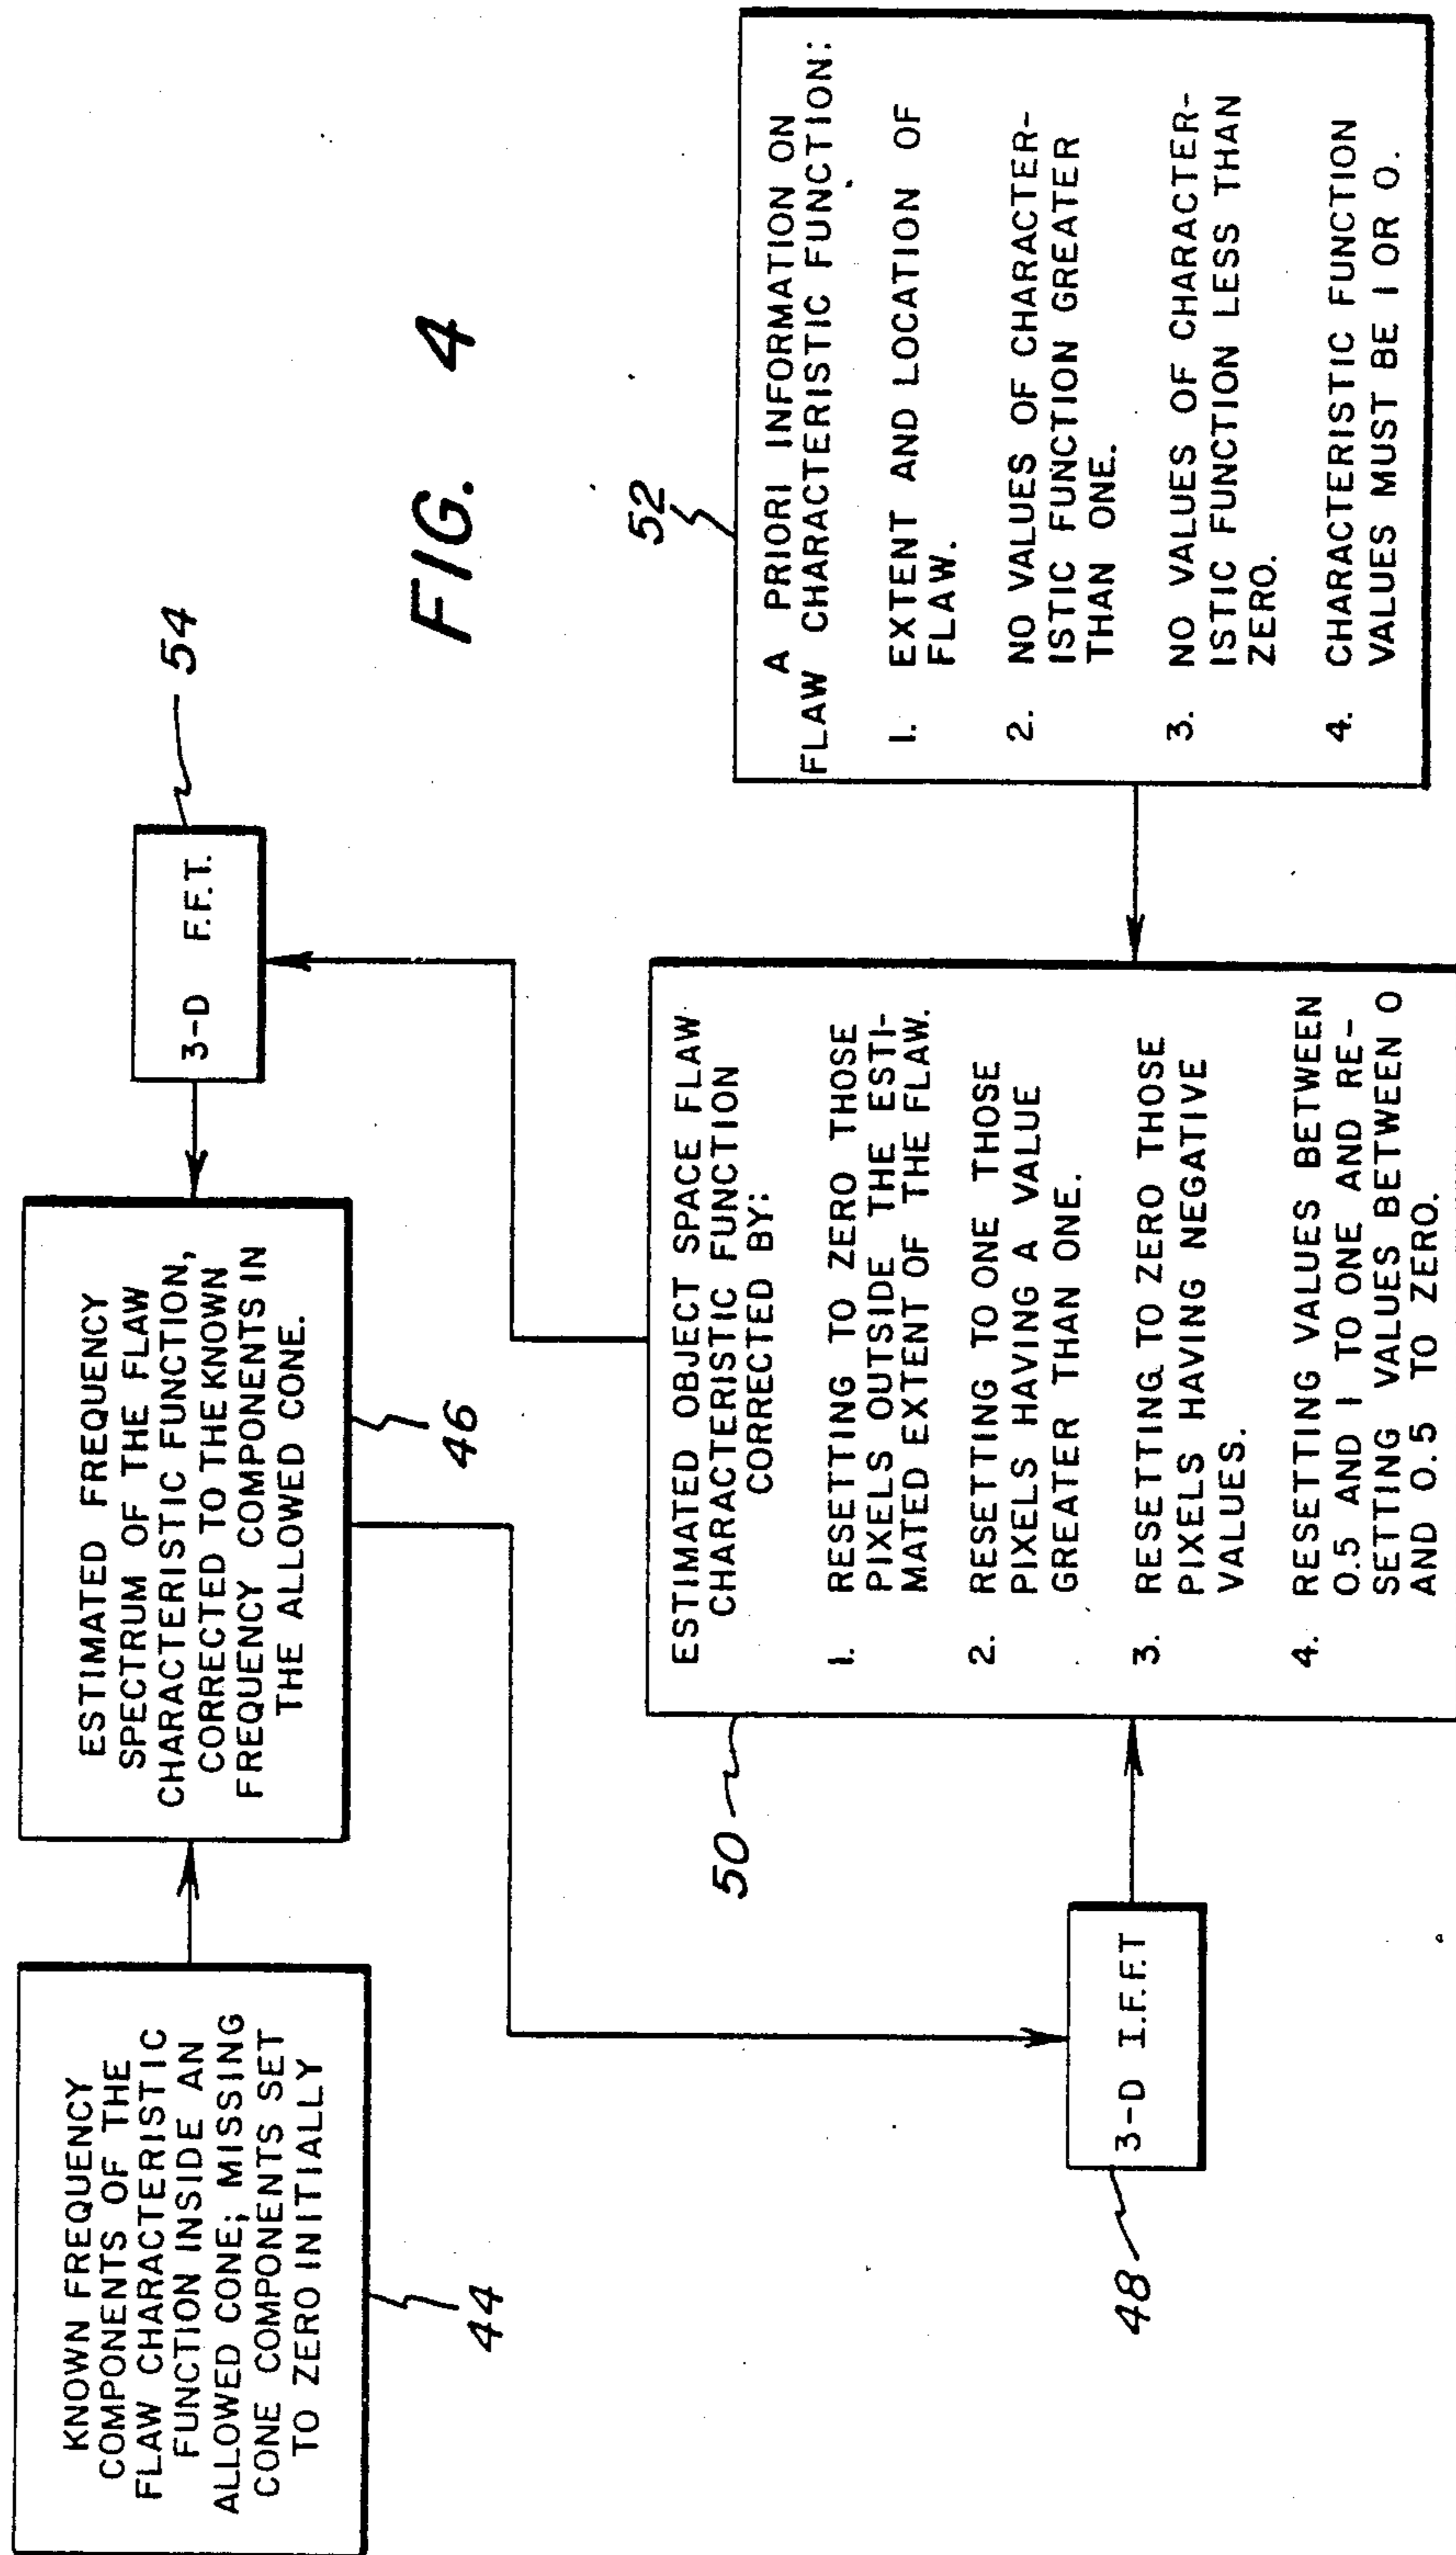 KNOWN FREQUENCY
COMPONENTS OF THE
FLAW CHARACTERISTIC
FUNCTION INSIDE AN
ALLOWED CONE; MISSING
CONE COMPONENTS SET
TO ZERO INITIALLY
44
ESTIMATED FREQUENCY
SPECTRUM OF THE FLAW
CHARACTERISTIC FUNCTION,
CORRECTED TO THE KNOWN
FREQUENCY COMPONENTS IN
THE ALLOWED CONE.
46
3-D F.F.T.
54
FIG. 4
48
3-D I.F.F.T
50
ESTIMATED OBJECT SPACE FLAW
CHARACTERISTIC FUNCTION
CORRECTED BY:
1. RESETTING TO ZERO THOSE
PIXELS OUTSIDE THE ESTI-
MATED EXTENT OF THE FLAW.
2. RESETTING TO ONE THOSE
PIXELS HAVING A VALUE
GREATER THAN ONE.
3. RESETTING TO ZERO THOSE
PIXELS HAVING NEGATIVE
VALUES.
4. RESETTING VALUES BETWEEN
0.5 AND 1 TO ONE AND RE-
SETTING VALUES BETWEEN 0
AND 0.5 TO ZERO.
52
A PRIORI INFORMATION ON
FLAW CHARACTERISTIC FUNCTION:
1. EXTENT AND LOCATION OF
FLAW.
2. NO VALUES OF CHARACTER-
ISTIC FUNCTION GREATER
THAN ONE.
3. NO VALUES OF CHARACTER-
ISTIC FUNCTION LESS THAN
ZERO.
4. CHARACTERISTIC FUNCTION
VALUES MUST BE 1 OR 0.